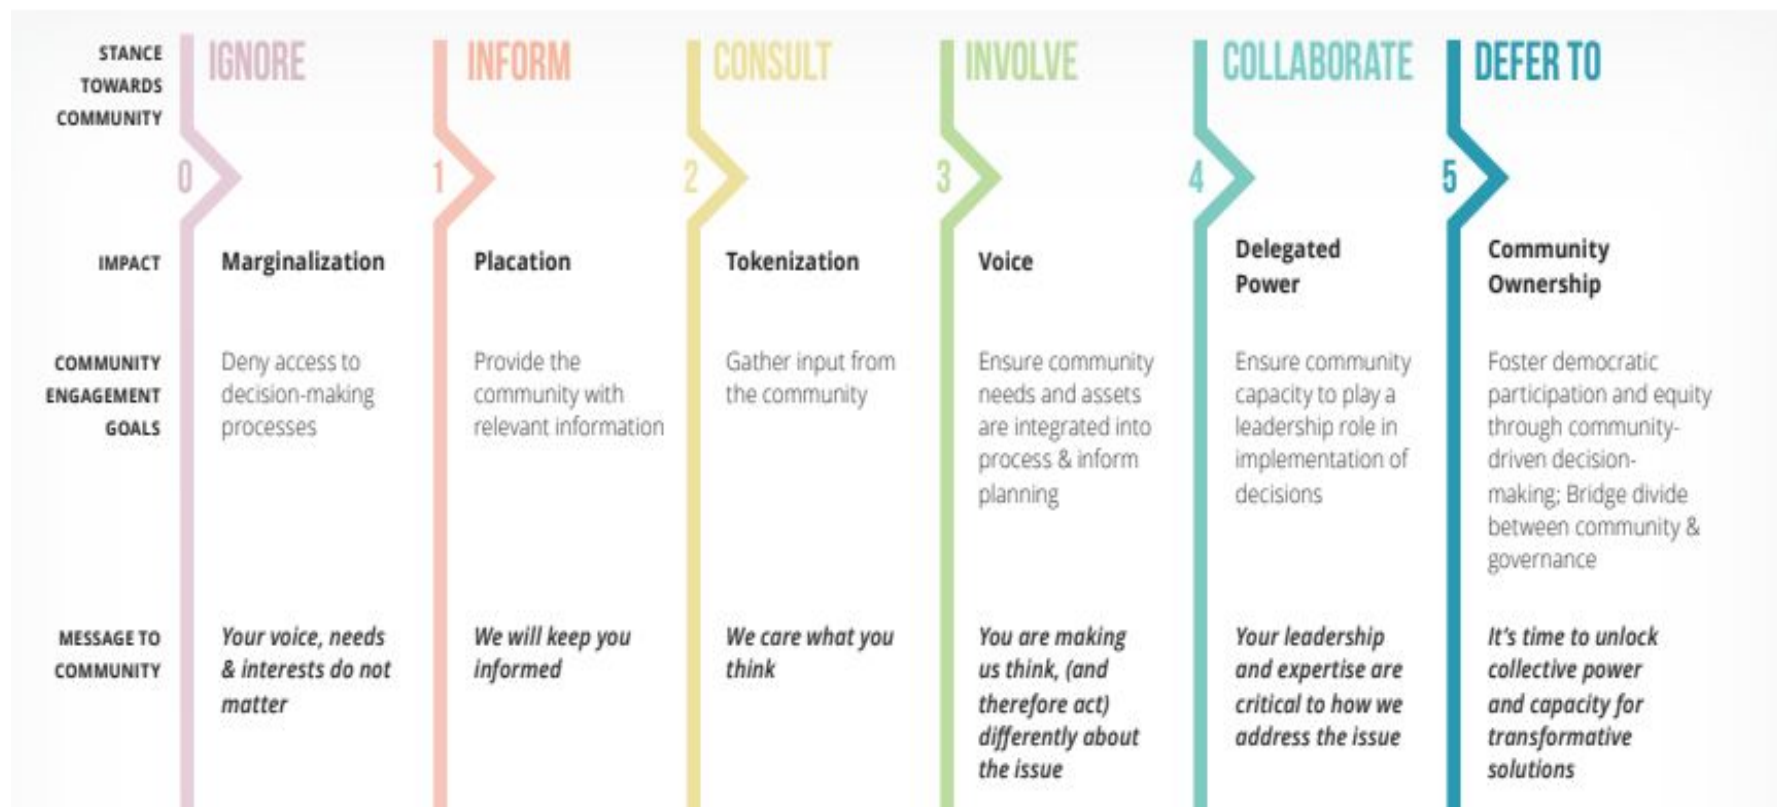 STANCE
TOWARDS
COMMUNITY
IGNORE
INFORM
CONSULT
INVOLVE
COLLABORATE
DEFER TO
0
1
2
3
4
5
IMPACT
Marginalization
Placation
Tokenization
Voice
Delegated
Power
Community
Ownership
COMMUNITY
ENGAGEMENT
GOALS
Deny access to
decision-making
processes
Provide the
community with
relevant information
Gather input from
the community
Ensure community
needs and assets
are integrated into
process & inform
planning
Ensure community
capacity to play a
leadership role in
implementation of
decisions
Foster democratic
participation and equity
through community-
driven decision-
making; Bridge divide
between community &
governance
MESSAGE TO
COMMUNITY
Your voice, needs
& interests do not
matter
We will keep you
informed
We care what you
think
You are making
us think, (and
therefore act)
differently about
the issue
Your leadership
and expertise are
critical to how we
address the issue
It's time to unlock
collective power
and capacity for
transformative
solutions